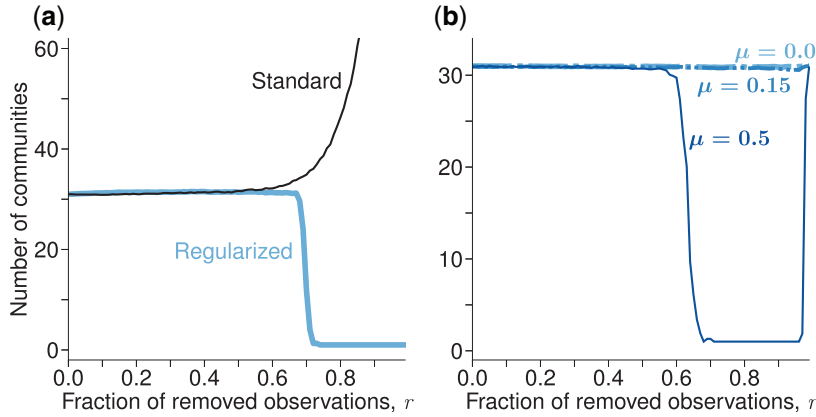 (a)
Number of communities
60
40
20
0
Standard
Regularized
0.0 0.2 0.4 0.6 0.8
Fraction of removed observations, r
(b)
30
20
10
0
μ = 0.0
μ = 0.15
μ = 0.5
0.0 0.2 0.4 0.6 0.8
Fraction of removed observations, r